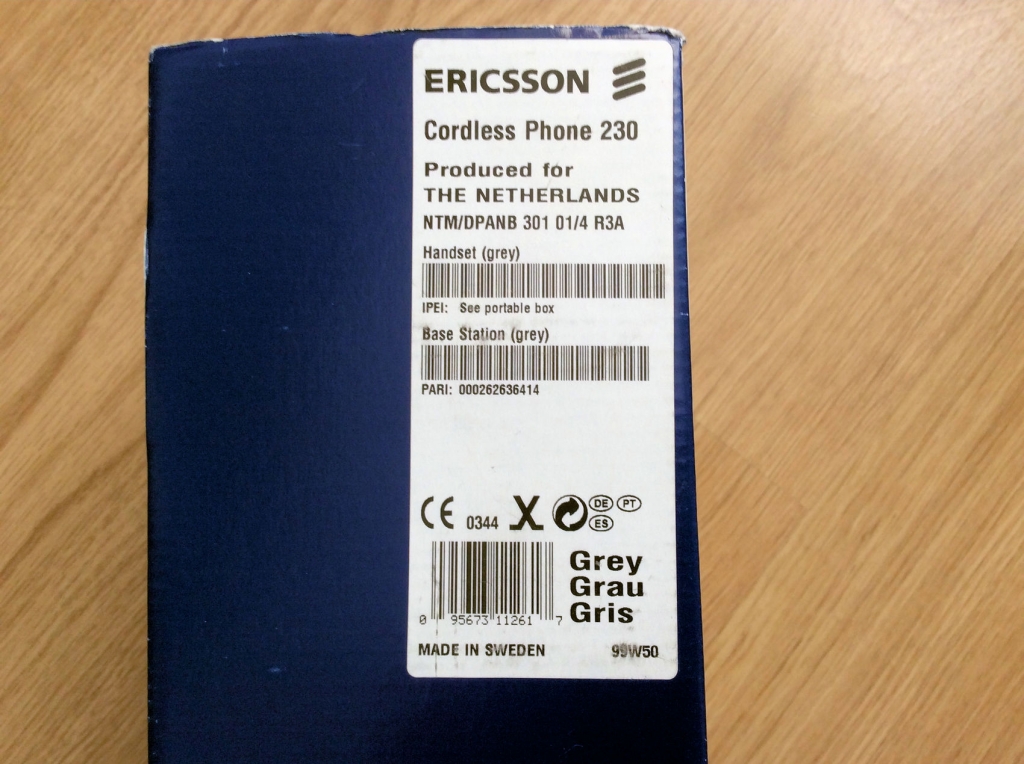 ERICSSON
Cordless Phone 230
Produced for
THE NETHERLANDS
NTM/DPANB 301 01/4 R3A
Handset (grey)
IPEI: See portable box
Base Station (grey)
PARI: 000262636414
CE 0344 X DE PT
ES
Grey
Grau
Gris
0 95673 11261 7
MADE IN SWEDEN 99W50